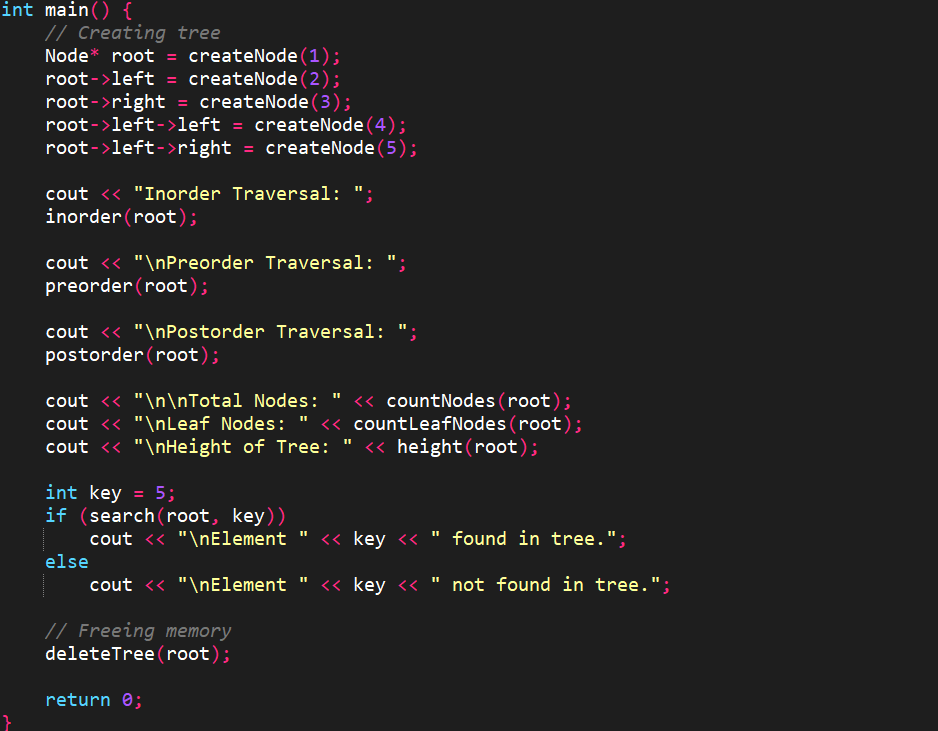 int main() {
    // Creating tree
    Node* root = createNode(1);
    root->left = createNode(2);
    root->right = createNode(3);
    root->left->left = createNode(4);
    root->left->right = createNode(5);

    cout << "Inorder Traversal: ";
    inorder(root);

    cout << "\nPreorder Traversal: ";
    preorder(root);

    cout << "\nPostorder Traversal: ";
    postorder(root);

    cout << "\n\nTotal Nodes: " << countNodes(root);
    cout << "\nLeaf Nodes: " << countLeafNodes(root);
    cout << "\nHeight of Tree: " << height(root);

    int key = 5;
    if (search(root, key))
        cout << "\nElement " << key << " found in tree.";
    else
        cout << "\nElement " << key << " not found in tree.";

    // Freeing memory
    deleteTree(root);

    return 0;
}